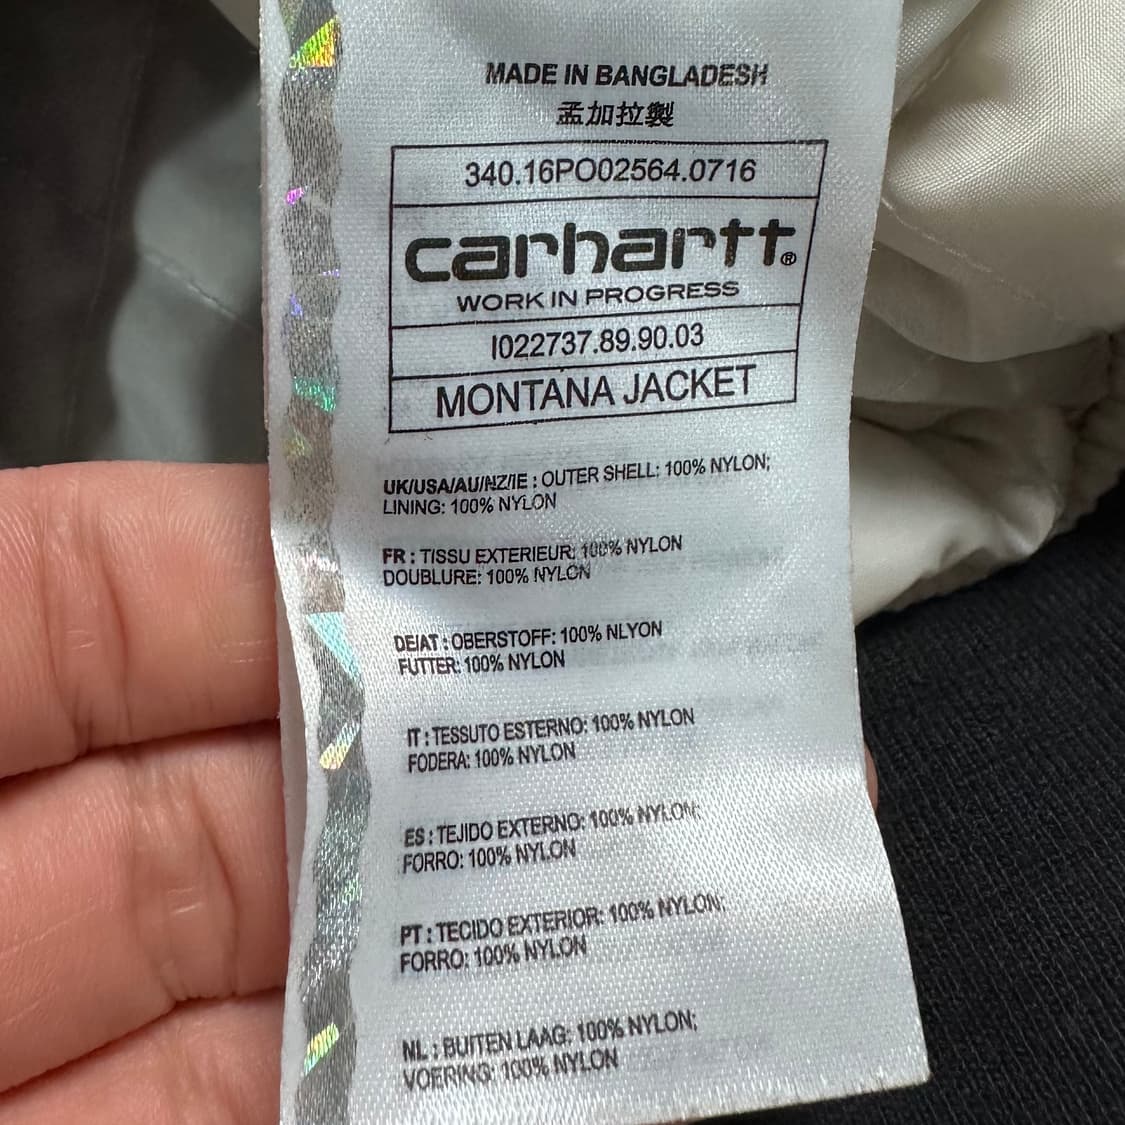 MADE IN BANGLADESH
孟加拉製
340.16PO02564.0716
carhartt®
WORK IN PROGRESS
I022737.89.90.03
MONTANA JACKET
UK/USA/AU/NZ/IE : OUTER SHELL: 100% NYLON;
LINING: 100% NYLON
FR : TISSU EXTERIEUR: 100% NYLON
DOUBLURE: 100% NYLON
DE/AT : OBERSTOFF: 100% NLYON
FUTTER: 100% NYLON
IT : TESSUTO ESTERNO: 100% NYLON
FODERA: 100% NYLON
ES : TEJIDO EXTERNO: 100% NYLON;
FORRO: 100% NYLON
PT : TECIDO EXTERIOR: 100% NYLON;
FORRO: 100% NYLON
NL : BUITEN LAAG: 100% NYLON;
VOERING: 100% NYLON